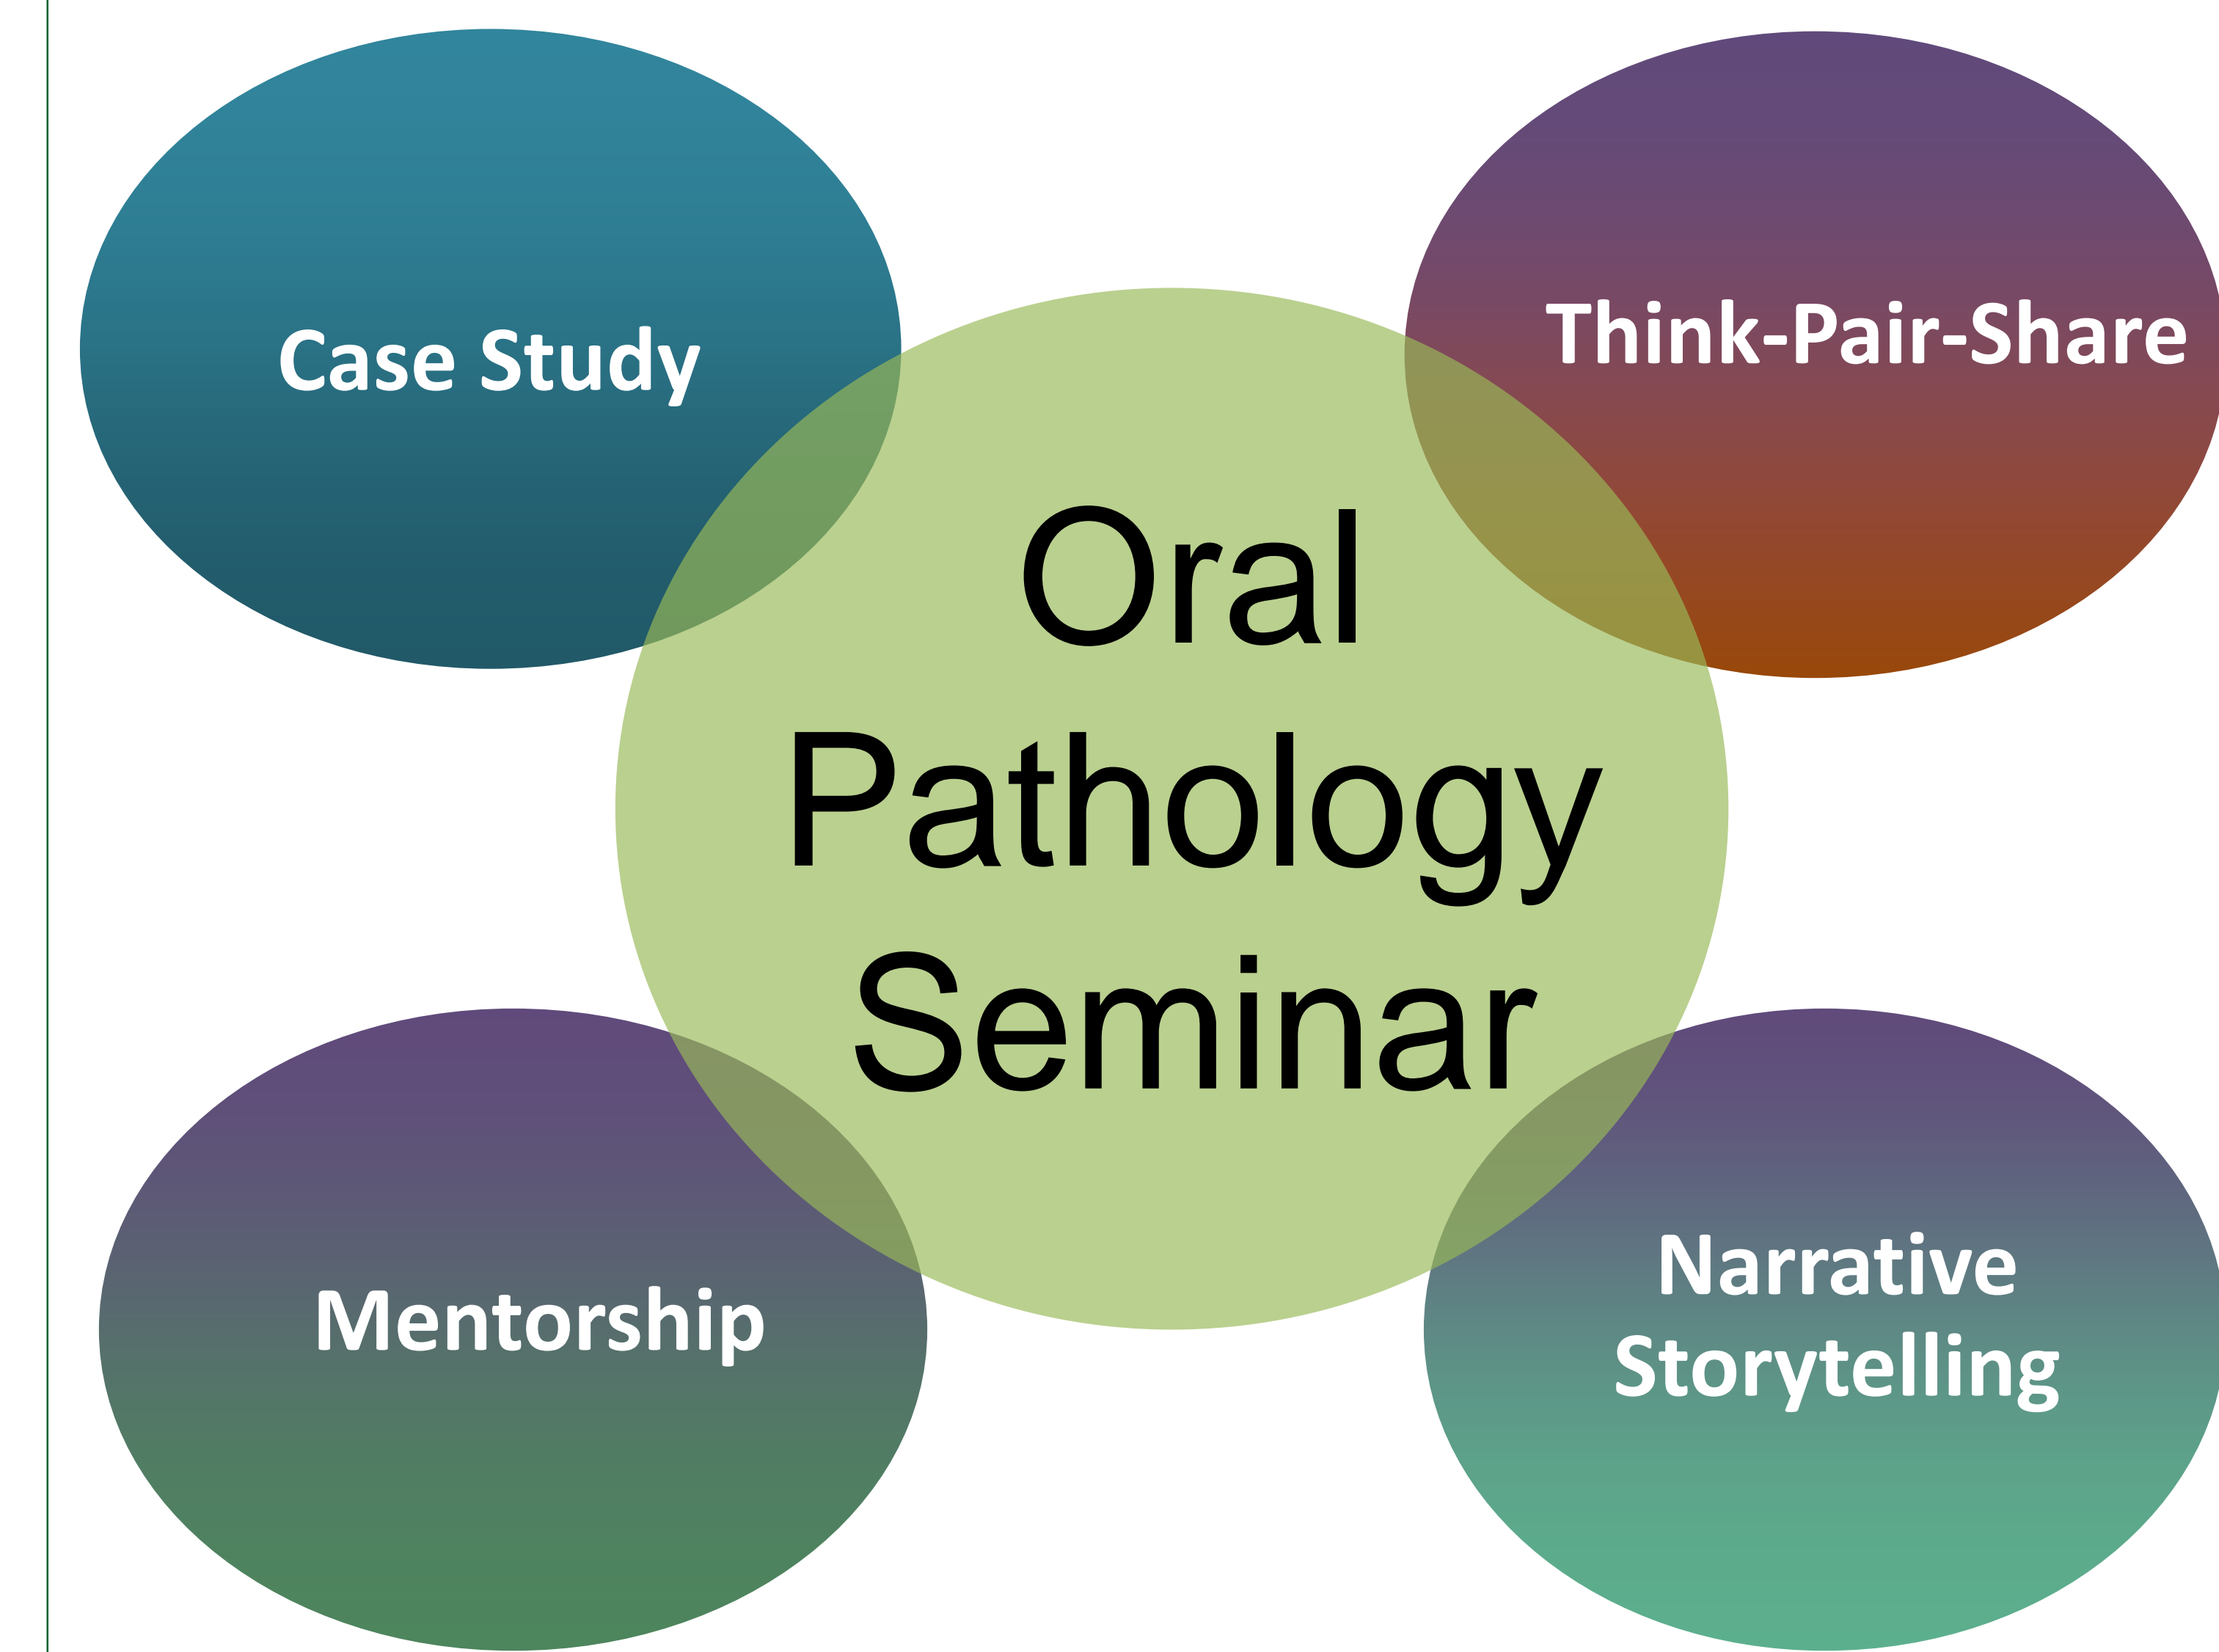 Case Study
Think-Pair-Share
Oral
Pathology
Seminar
Mentorship
Narrative
Storytelling